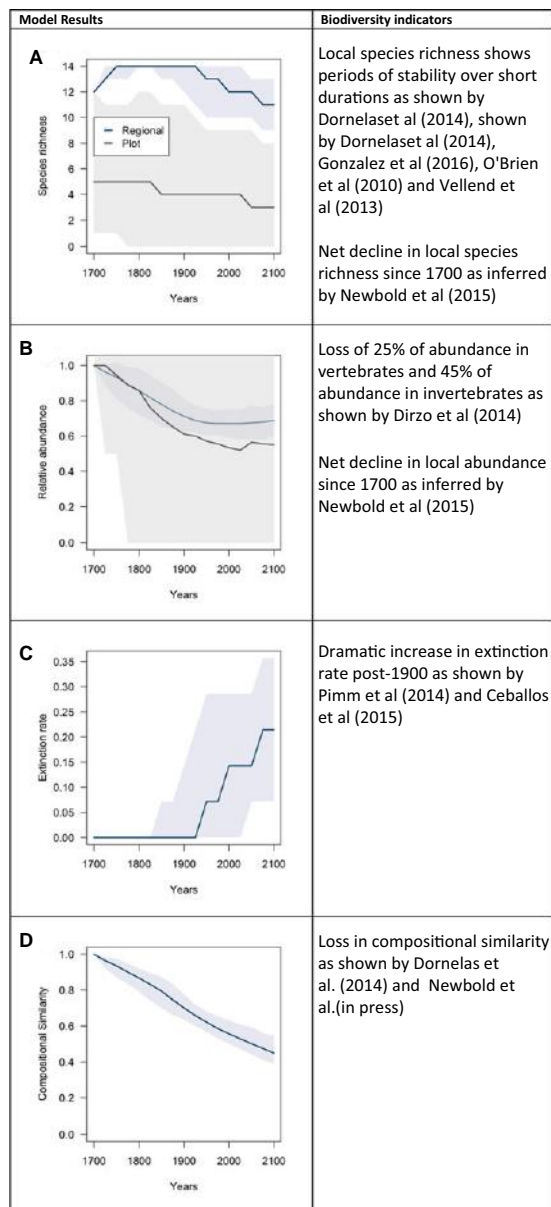 Model Results
Biodiversity indicators
A
14
12
10
8
6
4
2
0
Species richness
Regional
Plot
1700
1800
1900
2000
2100
Years
Local species richness shows
periods of stability over short
durations as shown by
Dornelaset al (2014), shown
by Dornelaset al (2014),
Gonzalez et al (2016), O'Brien
et al (2010) and Vellend et
al (2013)
Net decline in local species
richness since 1700 as inferred
by Newbold et al (2015)
B
1.0
0.8
0.6
0.4
0.2
0.0
Relative abundance
1700
1800
1900
2000
2100
Years
Loss of 25% of abundance in
vertebrates and 45% of
abundance in invertebrates as
shown by Dirzo et al (2014)
Net decline in local abundance
since 1700 as inferred by
Newbold et al (2015)
C
0.35
0.30
0.25
0.20
0.15
0.10
0.05
0.00
Extinction rate
1700
1800
1900
2000
2100
Years
Dramatic increase in extinction
rate post-1900 as shown by
Pimm et al (2014) and Ceballos
et al (2015)
D
1.0
0.8
0.6
0.4
0.2
0.0
Compositional Similarity
1700
1800
1900
2000
2100
Years
Loss in compositional similarity
as shown by Dornelas et
al. (2014) and Newbold et
al.(in press)